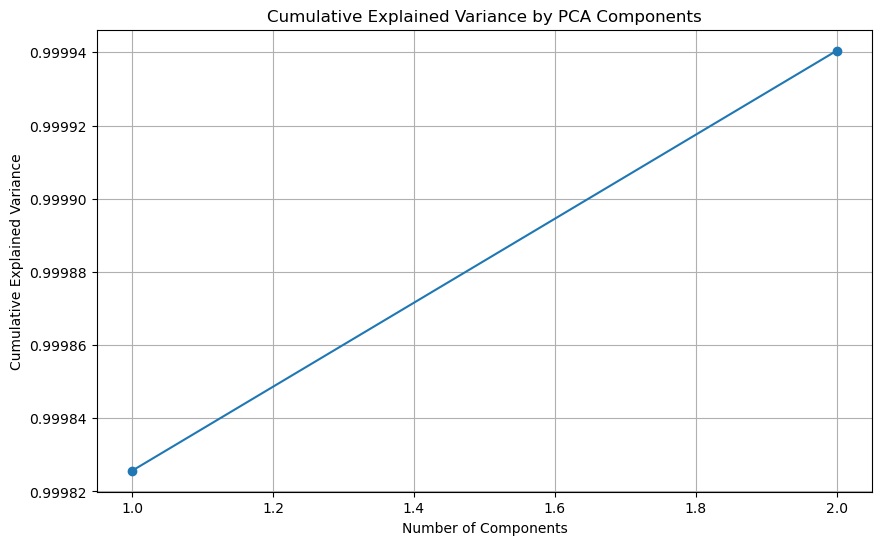 Cumulative Explained Variance by PCA Components
Cumulative Explained Variance
0.99994
0.99992
0.99990
0.99988
0.99986
0.99984
0.99982
1.0 1.2 1.4 1.6 1.8 2.0
Number of Components